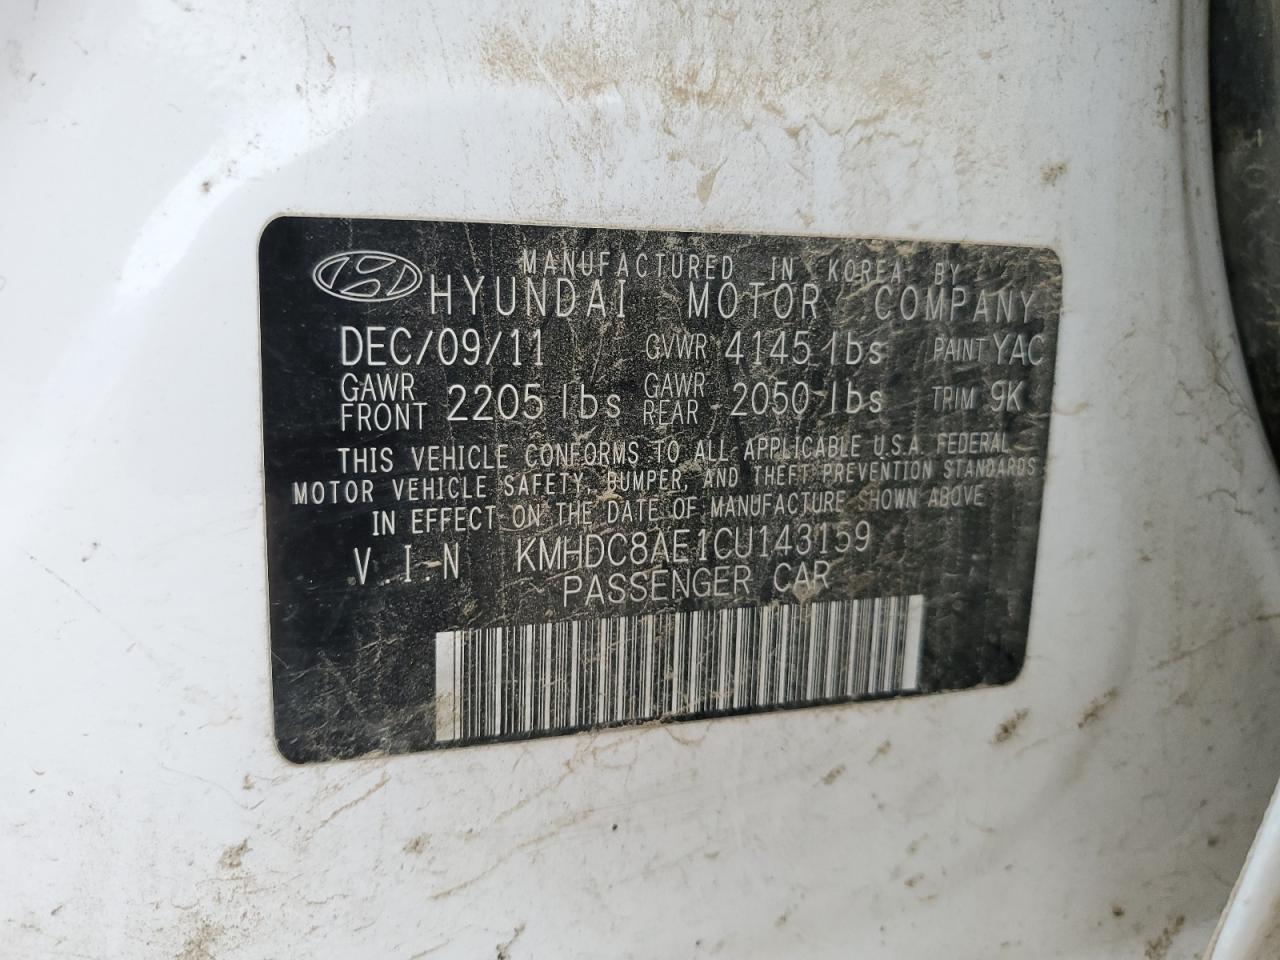 MANUFACTURED IN KOREA BY
HYUNDAI MOTOR COMPANY
DEC/09/11 GVWR 4145 lbs PAINT YAC
GAWR FRONT 2205 lbs GAWR REAR 2050 lbs TRIM 9K
THIS VEHICLE CONFORMS TO ALL APPLICABLE U.S.A. FEDERAL
MOTOR VEHICLE SAFETY, BUMPER, AND THEFT PREVENTION STANDARDS
IN EFFECT ON THE DATE OF MANUFACTURE SHOWN ABOVE
V.I.N KMHDC8AE1CU143159
PASSENGER CAR